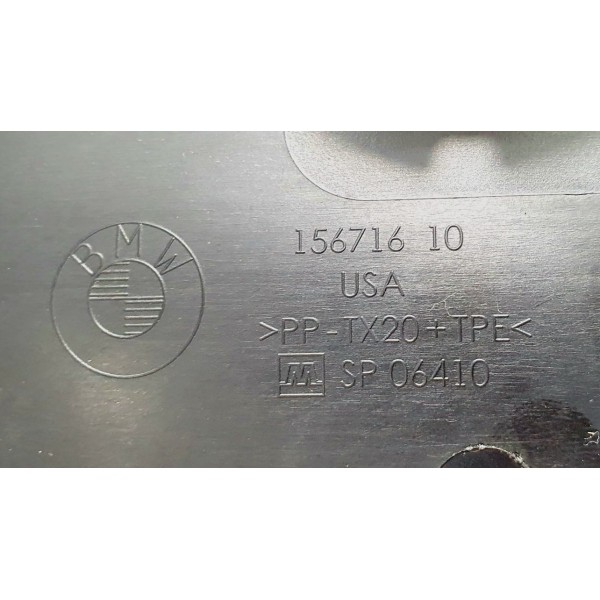 BMW
156716 10
USA
>PP-TX20+TPE<
M SP 06410